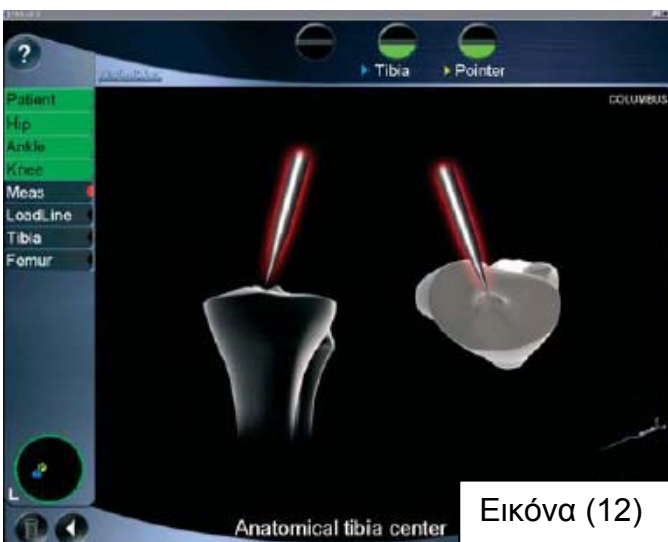 ?
Tibia
Pointer
COLUMBUS
Patient
Hip
Ankle
Knee
Meas
LoadLine
Tibia
Femur
L
Anatomical tibia center
Εικόνα (12)